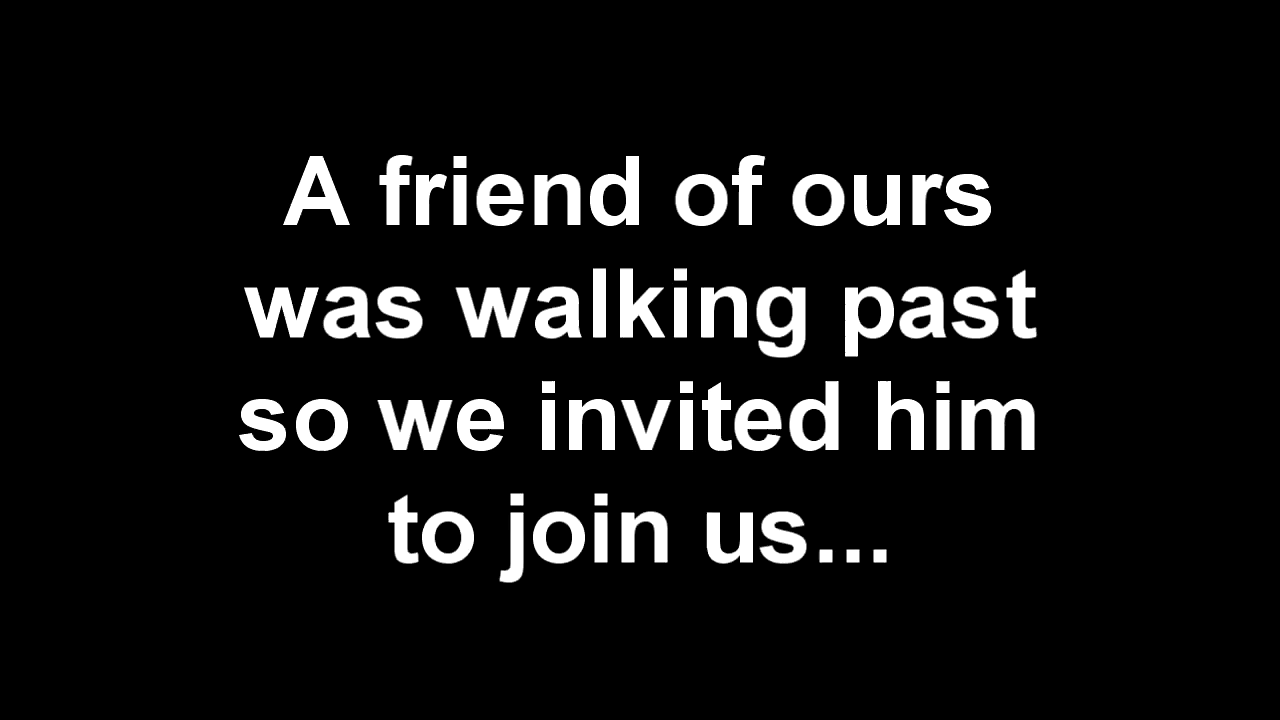 A friend of ours
was walking past
so we invited him
to join us...